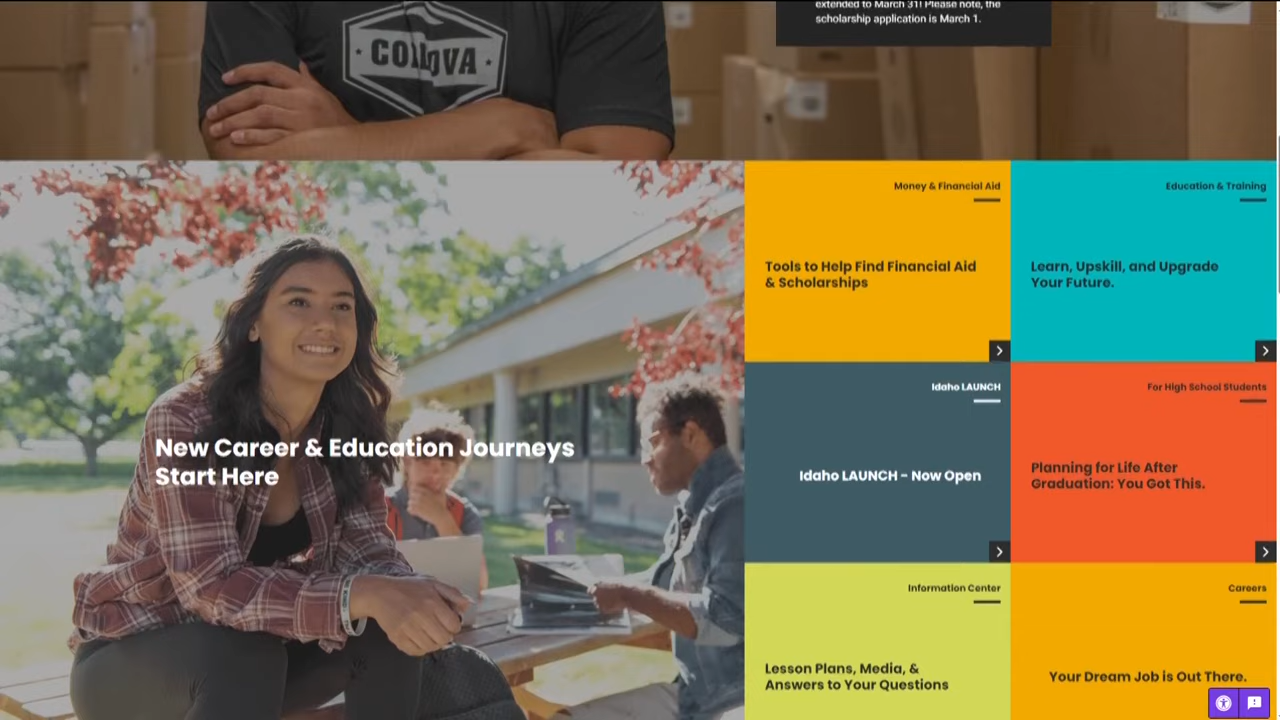 extended to March 31! Please note, the
scholarship application is March 1.
Money & Financial Aid
Tools to Help Find Financial Aid
& Scholarships
Education & Training
Learn, Upskill, and Upgrade
Your Future.
New Career & Education Journeys
Start Here
Idaho LAUNCH
Idaho LAUNCH - Now Open
For High School Students
Planning for Life After
Graduation: You Got This.
Information Center
Lesson Plans, Media, &
Answers to Your Questions
Careers
Your Dream Job is Out There.